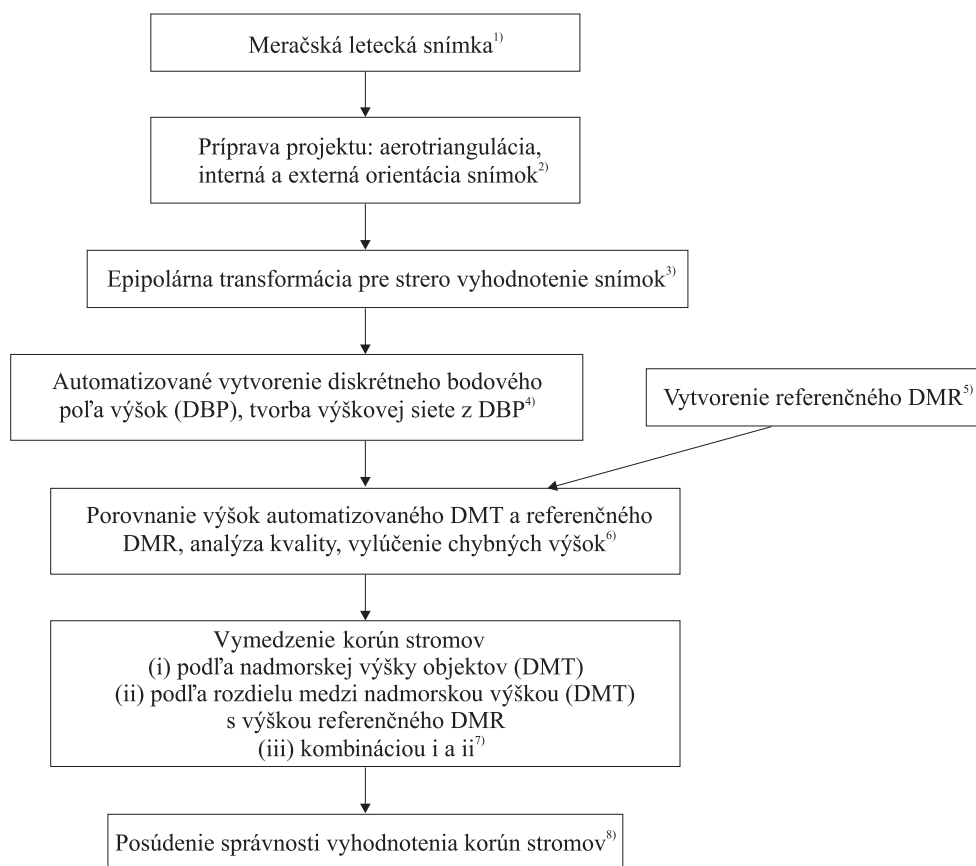 Meračská letecká snímka1)
Príprava projektu: aerotriangulácia,
interná a externá orientácia snímok2)
Epipolárna transformácia pre strero vyhodnotenie snímok3)
Automatizované vytvorenie diskrétneho bodového
poľa výšok (DBP), tvorba výškovej siete z DBP4)
Vytvorenie referenčného DMR5)
Porovnanie výšok automatizovaného DMT a referenčného
DMR, analýza kvality, vylúčenie chybných výšok6)
Vymedzenie korún stromov
(i) podľa nadmorskej výšky objektov (DMT)
(ii) podľa rozdielu medzi nadmorskou výškou (DMT)
s výškou referenčného DMR
(iii) kombináciou i a ii7)
Posúdenie správnosti vyhodnotenia korún stromov8)